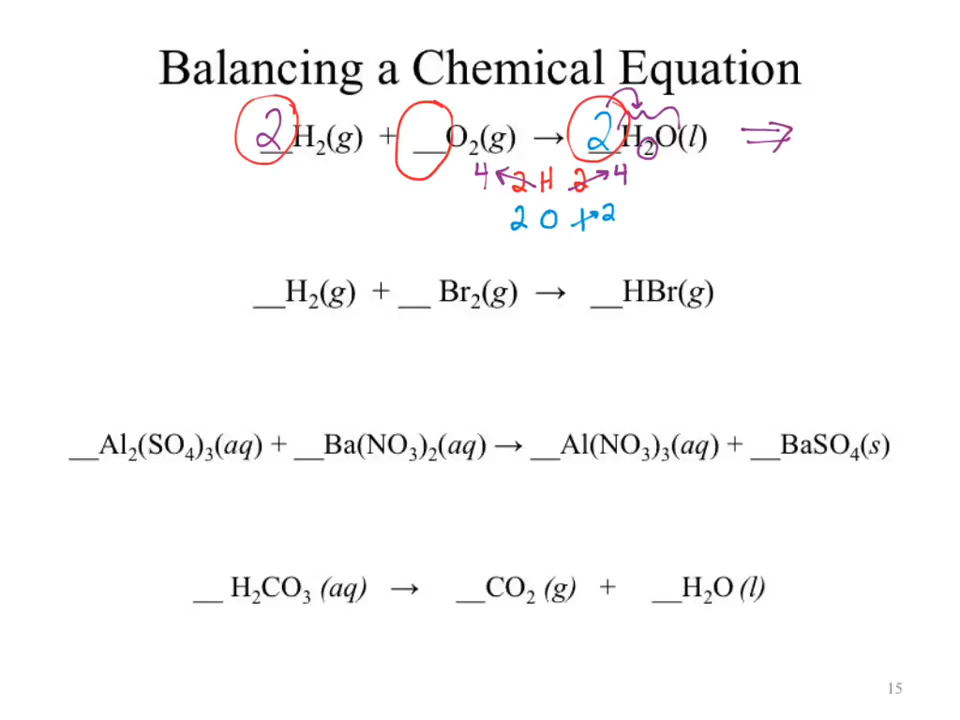 Balancing a Chemical Equation
2 H₂(g) + __O₂(g) → 2 H₂O(l) ⇒
4 ← 2 H 2 → 4
2 O 1 → 2
__H₂(g) + __ Br₂(g) → __HBr(g)
__Al₂(SO₄)₃(aq) + __Ba(NO₃)₂(aq) → __Al(NO₃)₃(aq) + __BaSO₄(s)
__ H₂CO₃ (aq) → __CO₂ (g) + __H₂O (l)
15